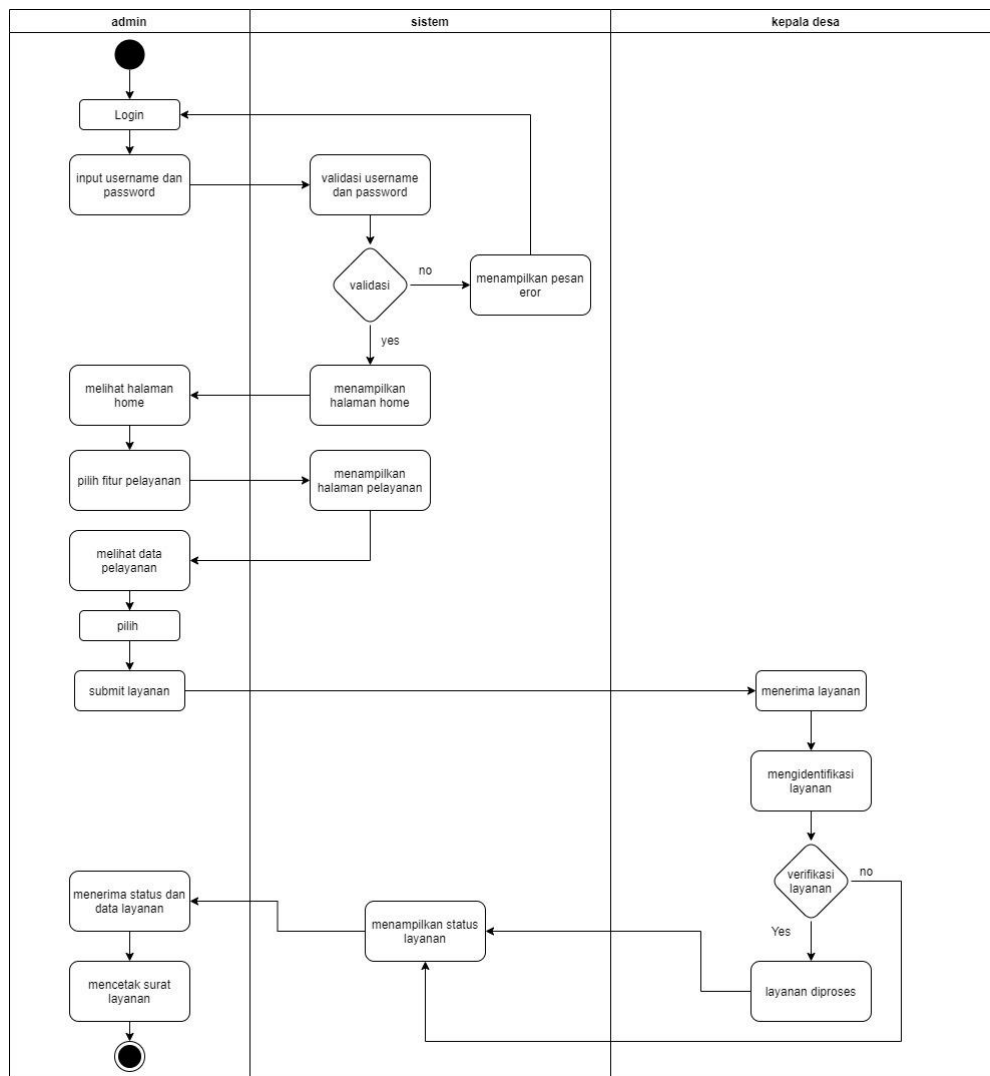 admin
sistem
kepala desa
Login
input username dan
password
validasi username
dan password
validasi
no
menampilkan pesan
eror
yes
melihat halaman
home
menampilkan
halaman home
pilih fitur pelayanan
menampilkan
halaman pelayanan
melihat data
pelayanan
pilih
submit layanan
menerima layanan
mengidentifikasi
layanan
verifikasi
layanan
no
menerima status dan
data layanan
menampilkan status
layanan
Yes
mencetak surat
layanan
layanan diproses